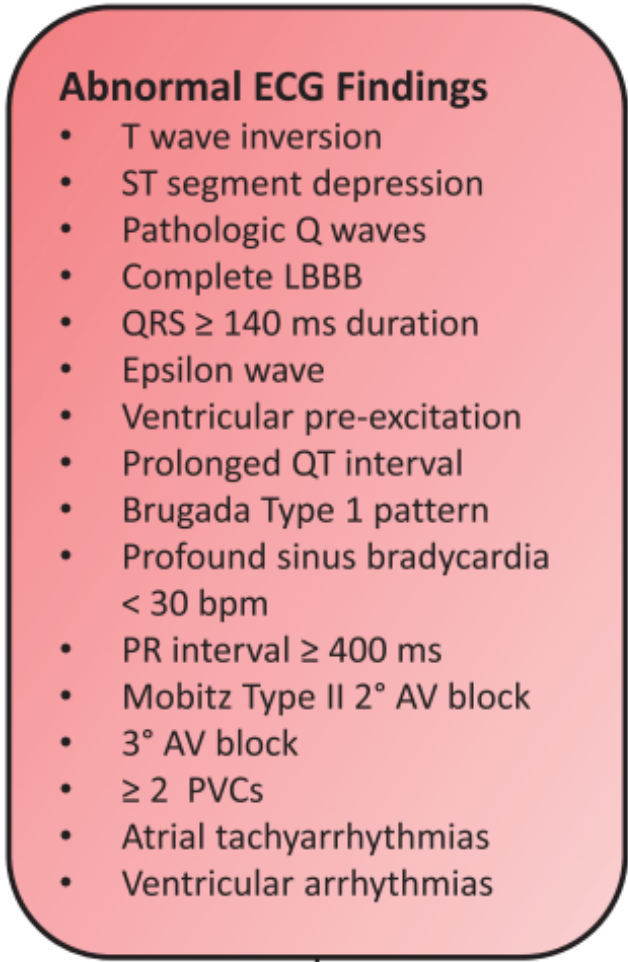 Abnormal ECG Findings
• T wave inversion
• ST segment depression
• Pathologic Q waves
• Complete LBBB
• QRS ≥ 140 ms duration
• Epsilon wave
• Ventricular pre-excitation
• Prolonged QT interval
• Brugada Type 1 pattern
• Profound sinus bradycardia
< 30 bpm
• PR interval ≥ 400 ms
• Mobitz Type II 2° AV block
• 3° AV block
• ≥ 2 PVCs
• Atrial tachyarrhythmias
• Ventricular arrhythmias